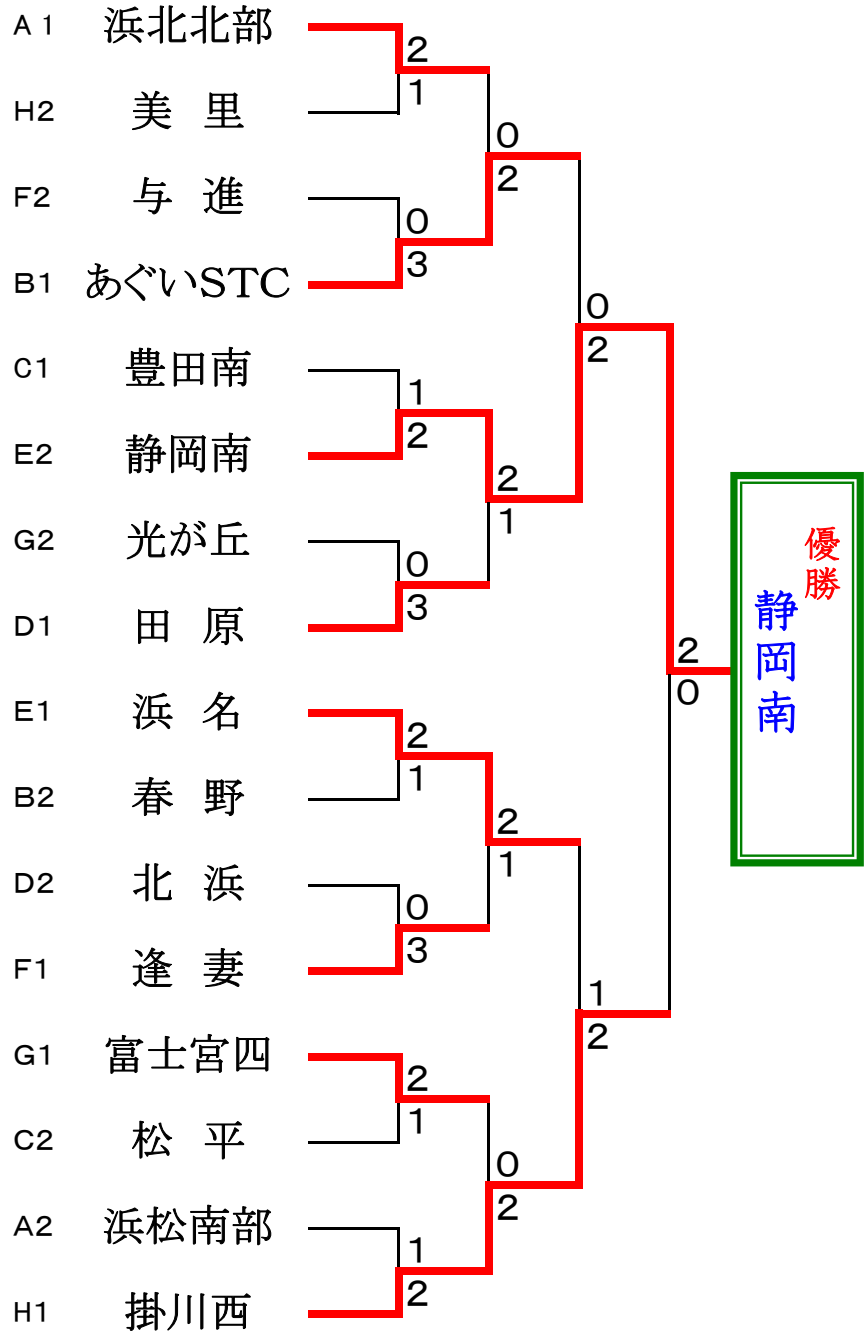 A1 浜北北部
2
1
H2 美 里
0
2
F2 与 進
0
3
B1 あぐいSTC
0
2
C1 豊田南
1
2
E2 静岡南
2
1
G2 光が丘
0
3
D1 田 原
優勝
静岡南
2
0
E1 浜 名
2
1
B2 春 野
2
1
D2 北 浜
0
3
F1 逢 妻
1
2
G1 富士宮四
2
1
C2 松 平
0
2
A2 浜松南部
1
2
H1 掛川西